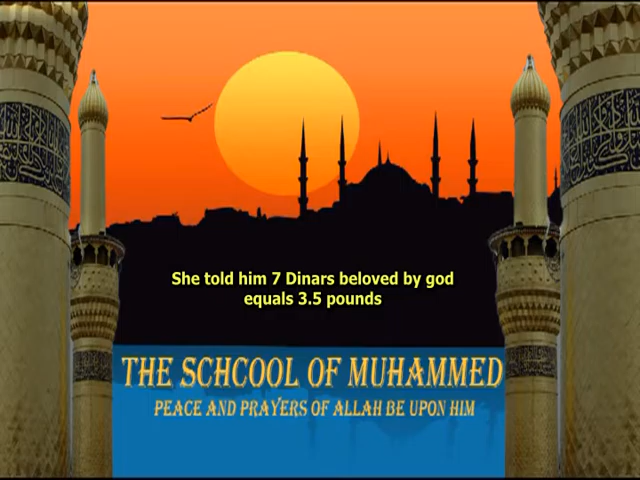 She told him 7 Dinars beloved by god
equals 3.5 pounds
THE SCHCOOL OF MUHAMMED
PEACE AND PRAYERS OF ALLAH BE UPON HIM